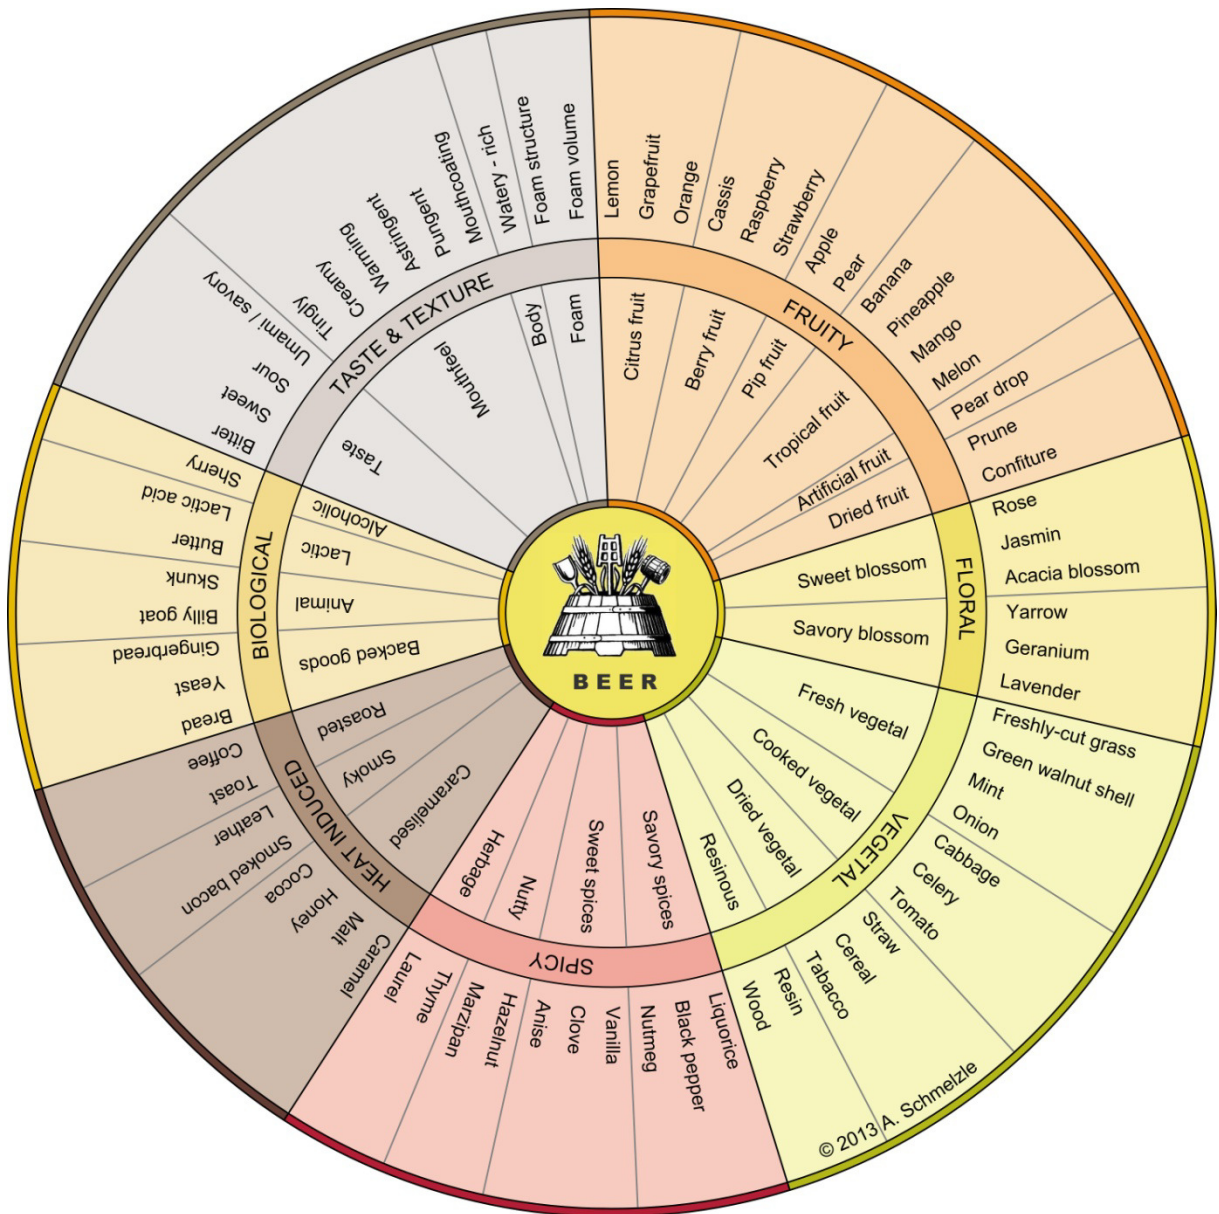 BEER
FRUITY
Citrus fruit
Lemon
Grapefruit
Orange
Berry fruit
Cassis
Raspberry
Strawberry
Pip fruit
Apple
Pear
Tropical fruit
Banana
Pineapple
Mango
Melon
Artificial fruit
Pear drop
Dried fruit
Prune
Confiture
FLORAL
Sweet blossom
Rose
Jasmin
Acacia blossom
Savory blossom
Yarrow
Geranium
Lavender
VEGETAL
Fresh vegetal
Freshly-cut grass
Green walnut shell
Mint
Onion
Cooked vegetal
Cabbage
Celery
Tomato
Dried vegetal
Straw
Cereal
Tabacco
Resinous
Resin
Wood
SPICY
Savory spices
Liquorice
Black pepper
Nutmeg
Sweet spices
Vanilla
Clove
Anise
Nutty
Hazelnut
Marzipan
Herbage
Thyme
Laurel
HEAT INDUCED
Caramelised
Caramel
Malt
Honey
Cocoa
Smoky
Smoked bacon
Leather
Roasted
Toast
Coffee
BIOLOGICAL
Backed goods
Bread
Yeast
Gingerbread
Animal
Billy goat
Skunk
Lactic
Butter
Lactic acid
Alcoholic
Sherry
TASTE & TEXTURE
Taste
Bitter
Sweet
Sour
Umami / savory
Mouthfeel
Tingly
Creamy
Warming
Astringent
Pungent
Mouthcoating
Body
Watery - rich
Foam
Foam structure
Foam volume
© 2013 A. Schmelzle